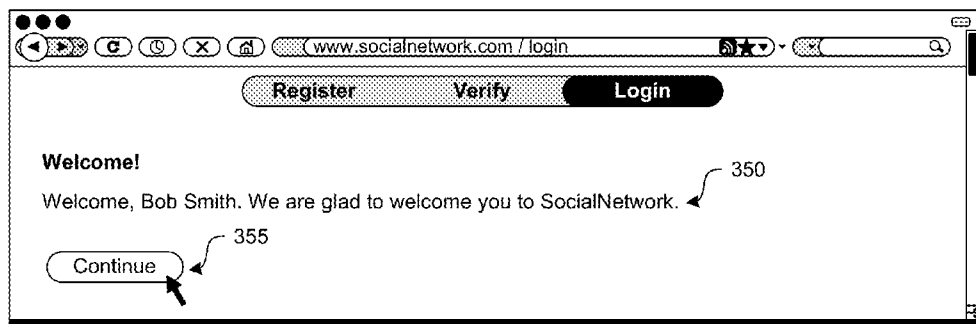 www.socialnetwork.com / login
Register Verify Login
Welcome!
350
Welcome, Bob Smith. We are glad to welcome you to SocialNetwork.
355
Continue